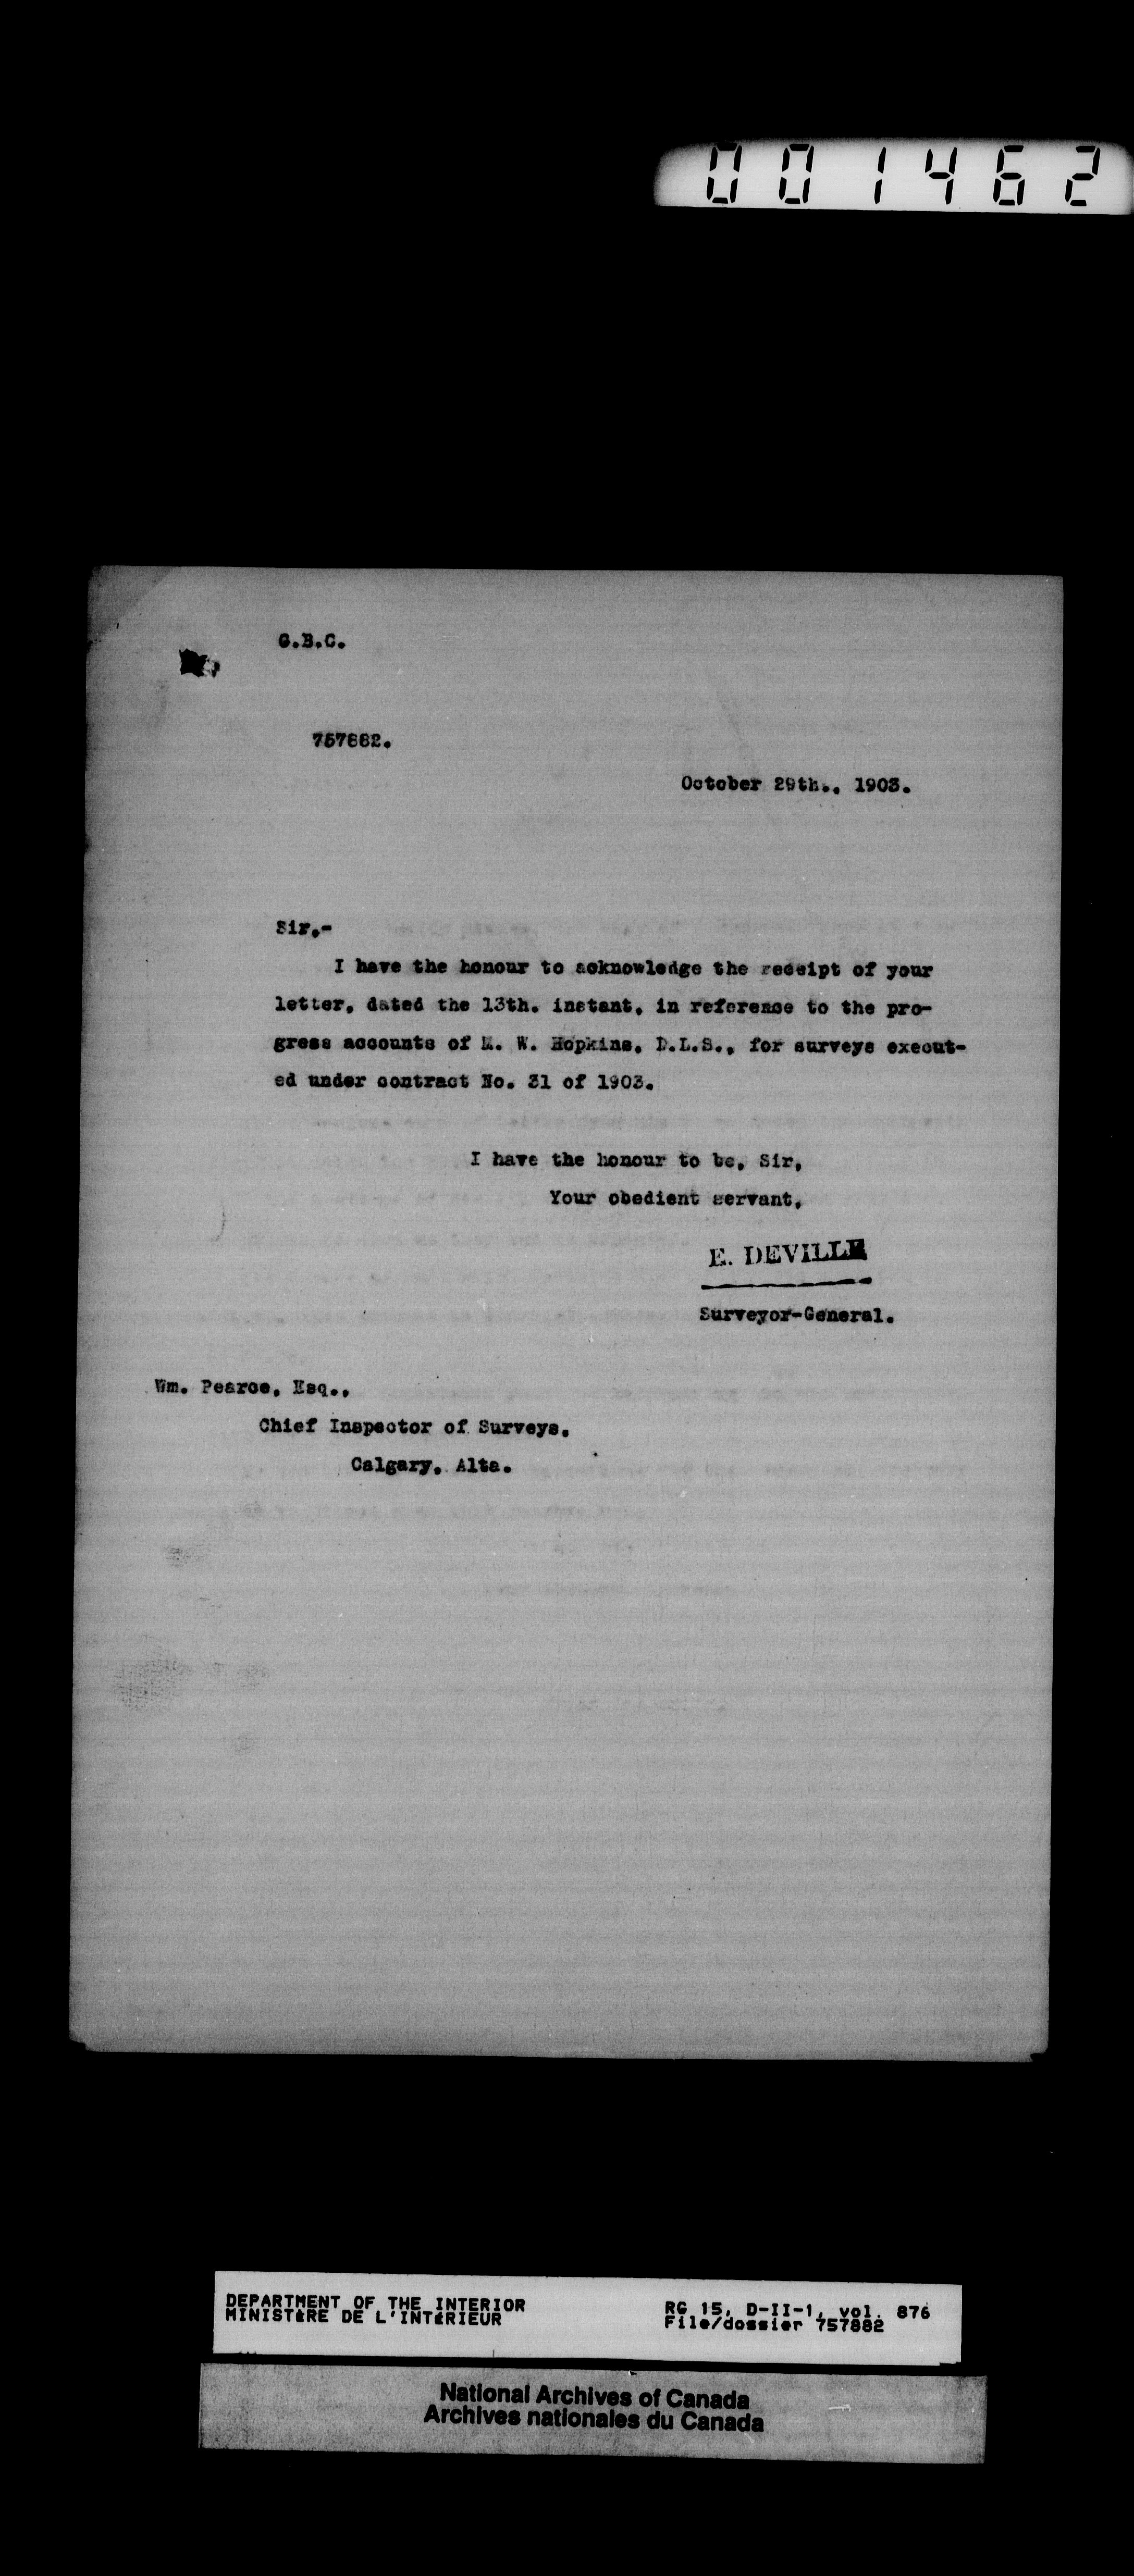 001462
G.B.C.
757882.
October 29th., 1903.
Sir,-
I have the honour to acknowledge the receipt of your
letter, dated the 13th. instant, in reference to the pro-
gress accounts of M. W. Hopkins, D.L.S., for surveys execut-
ed under contract No. 31 of 1903.
I have the honour to be, Sir,
Your obedient servant,
E. DEVILLE
Surveyor-General.
Wm. Pearce, Esq.,
Chief Inspector of Surveys,
Calgary, Alta.
DEPARTMENT OF THE INTERIOR
MINISTÈRE DE L'INTÉRIEUR
RG 15, D-II-1, vol. 876
File/dossier 757882
National Archives of Canada
Archives nationales du Canada